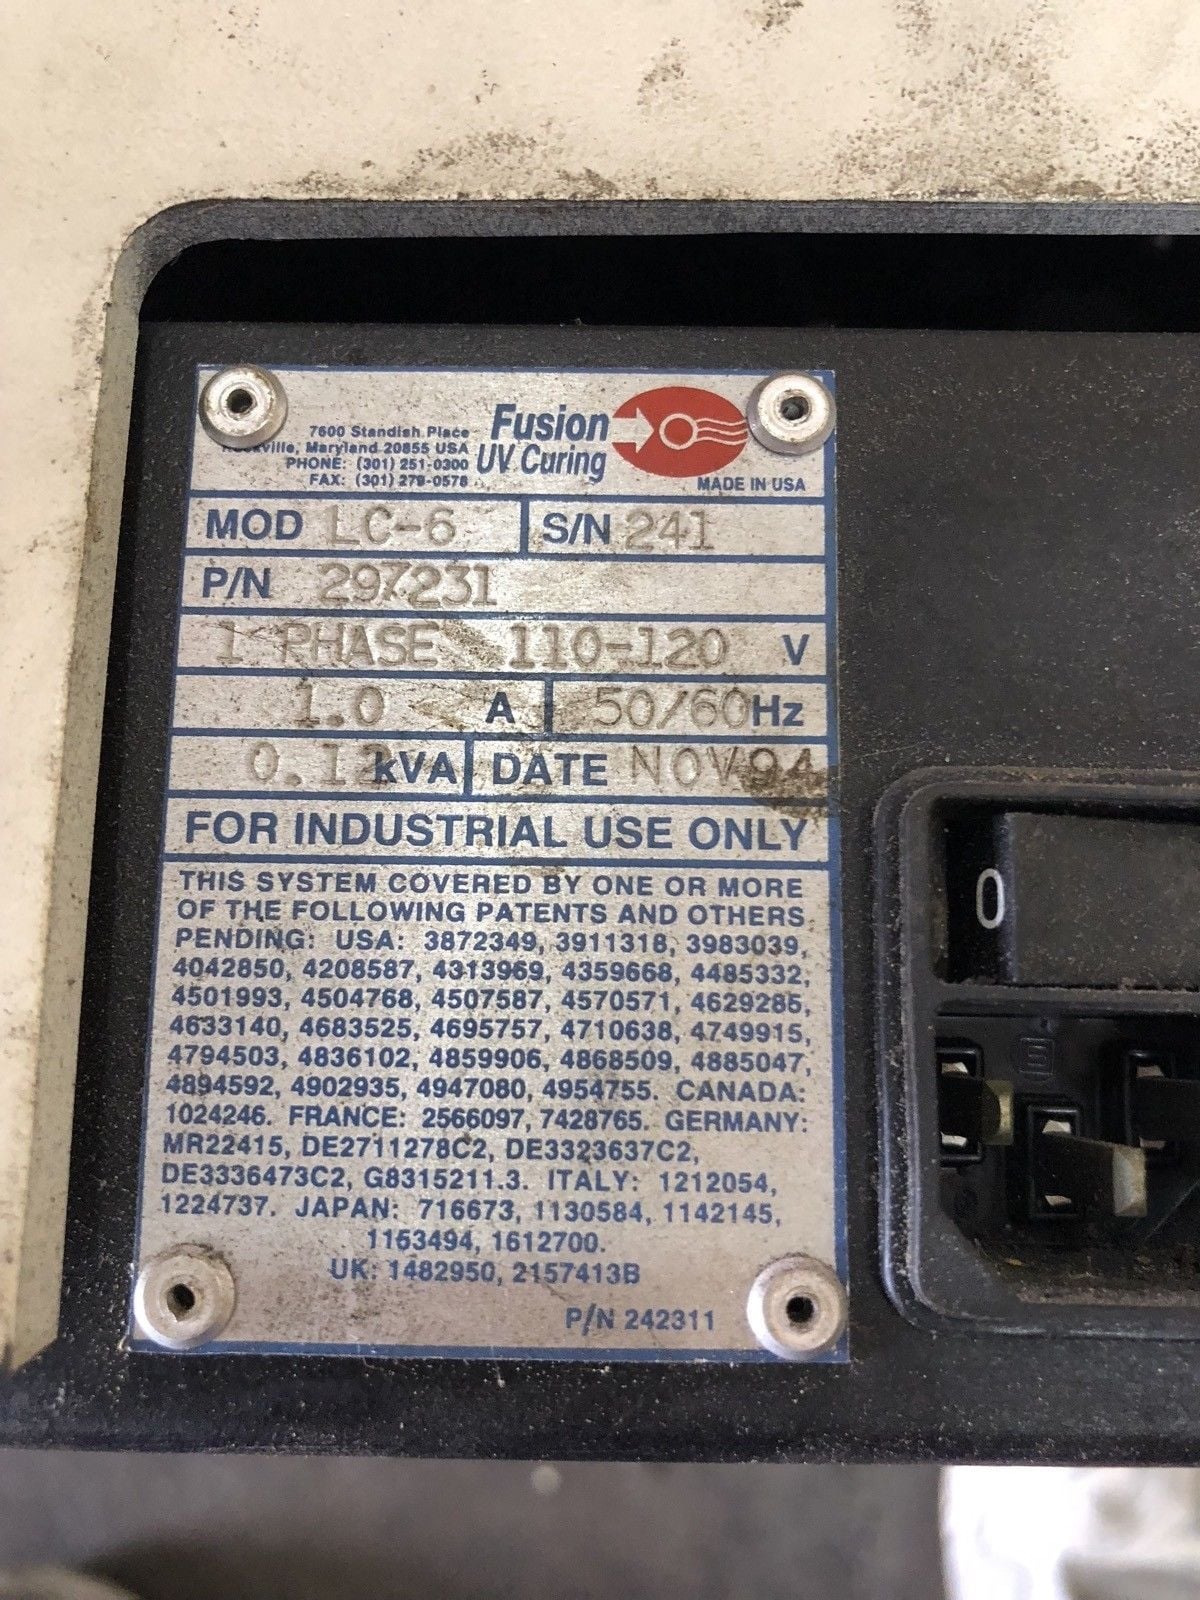 7600 Standish Place
Rockville, Maryland 20855 USA
PHONE: (301) 251-0300
FAX: (301) 279-0578
Fusion
UV Curing
MADE IN USA
MOD LC-6 S/N 241
P/N 297231
1 PHASE 110-120 V
1.0 A 50/60 Hz
0.12 kVA DATE NOV94
FOR INDUSTRIAL USE ONLY
THIS SYSTEM COVERED BY ONE OR MORE
OF THE FOLLOWING PATENTS AND OTHERS
PENDING: USA: 3872349, 3911318, 3983039,
4042850, 4208587, 4313969, 4359668, 4485332,
4501993, 4504768, 4507587, 4570571, 4629285,
4633140, 4683525, 4695757, 4710638, 4749915,
4794503, 4836102, 4859906, 4868509, 4885047,
4894592, 4902935, 4947080, 4954755. CANADA:
1024246. FRANCE: 2566097, 7428765. GERMANY:
MR22415, DE2711278C2, DE3323637C2,
DE3336473C2, G8315211.3. ITALY: 1212054,
1224737. JAPAN: 716673, 1130584, 1142145,
1153494, 1612700.
UK: 1482950, 2157413B
P/N 242311
0